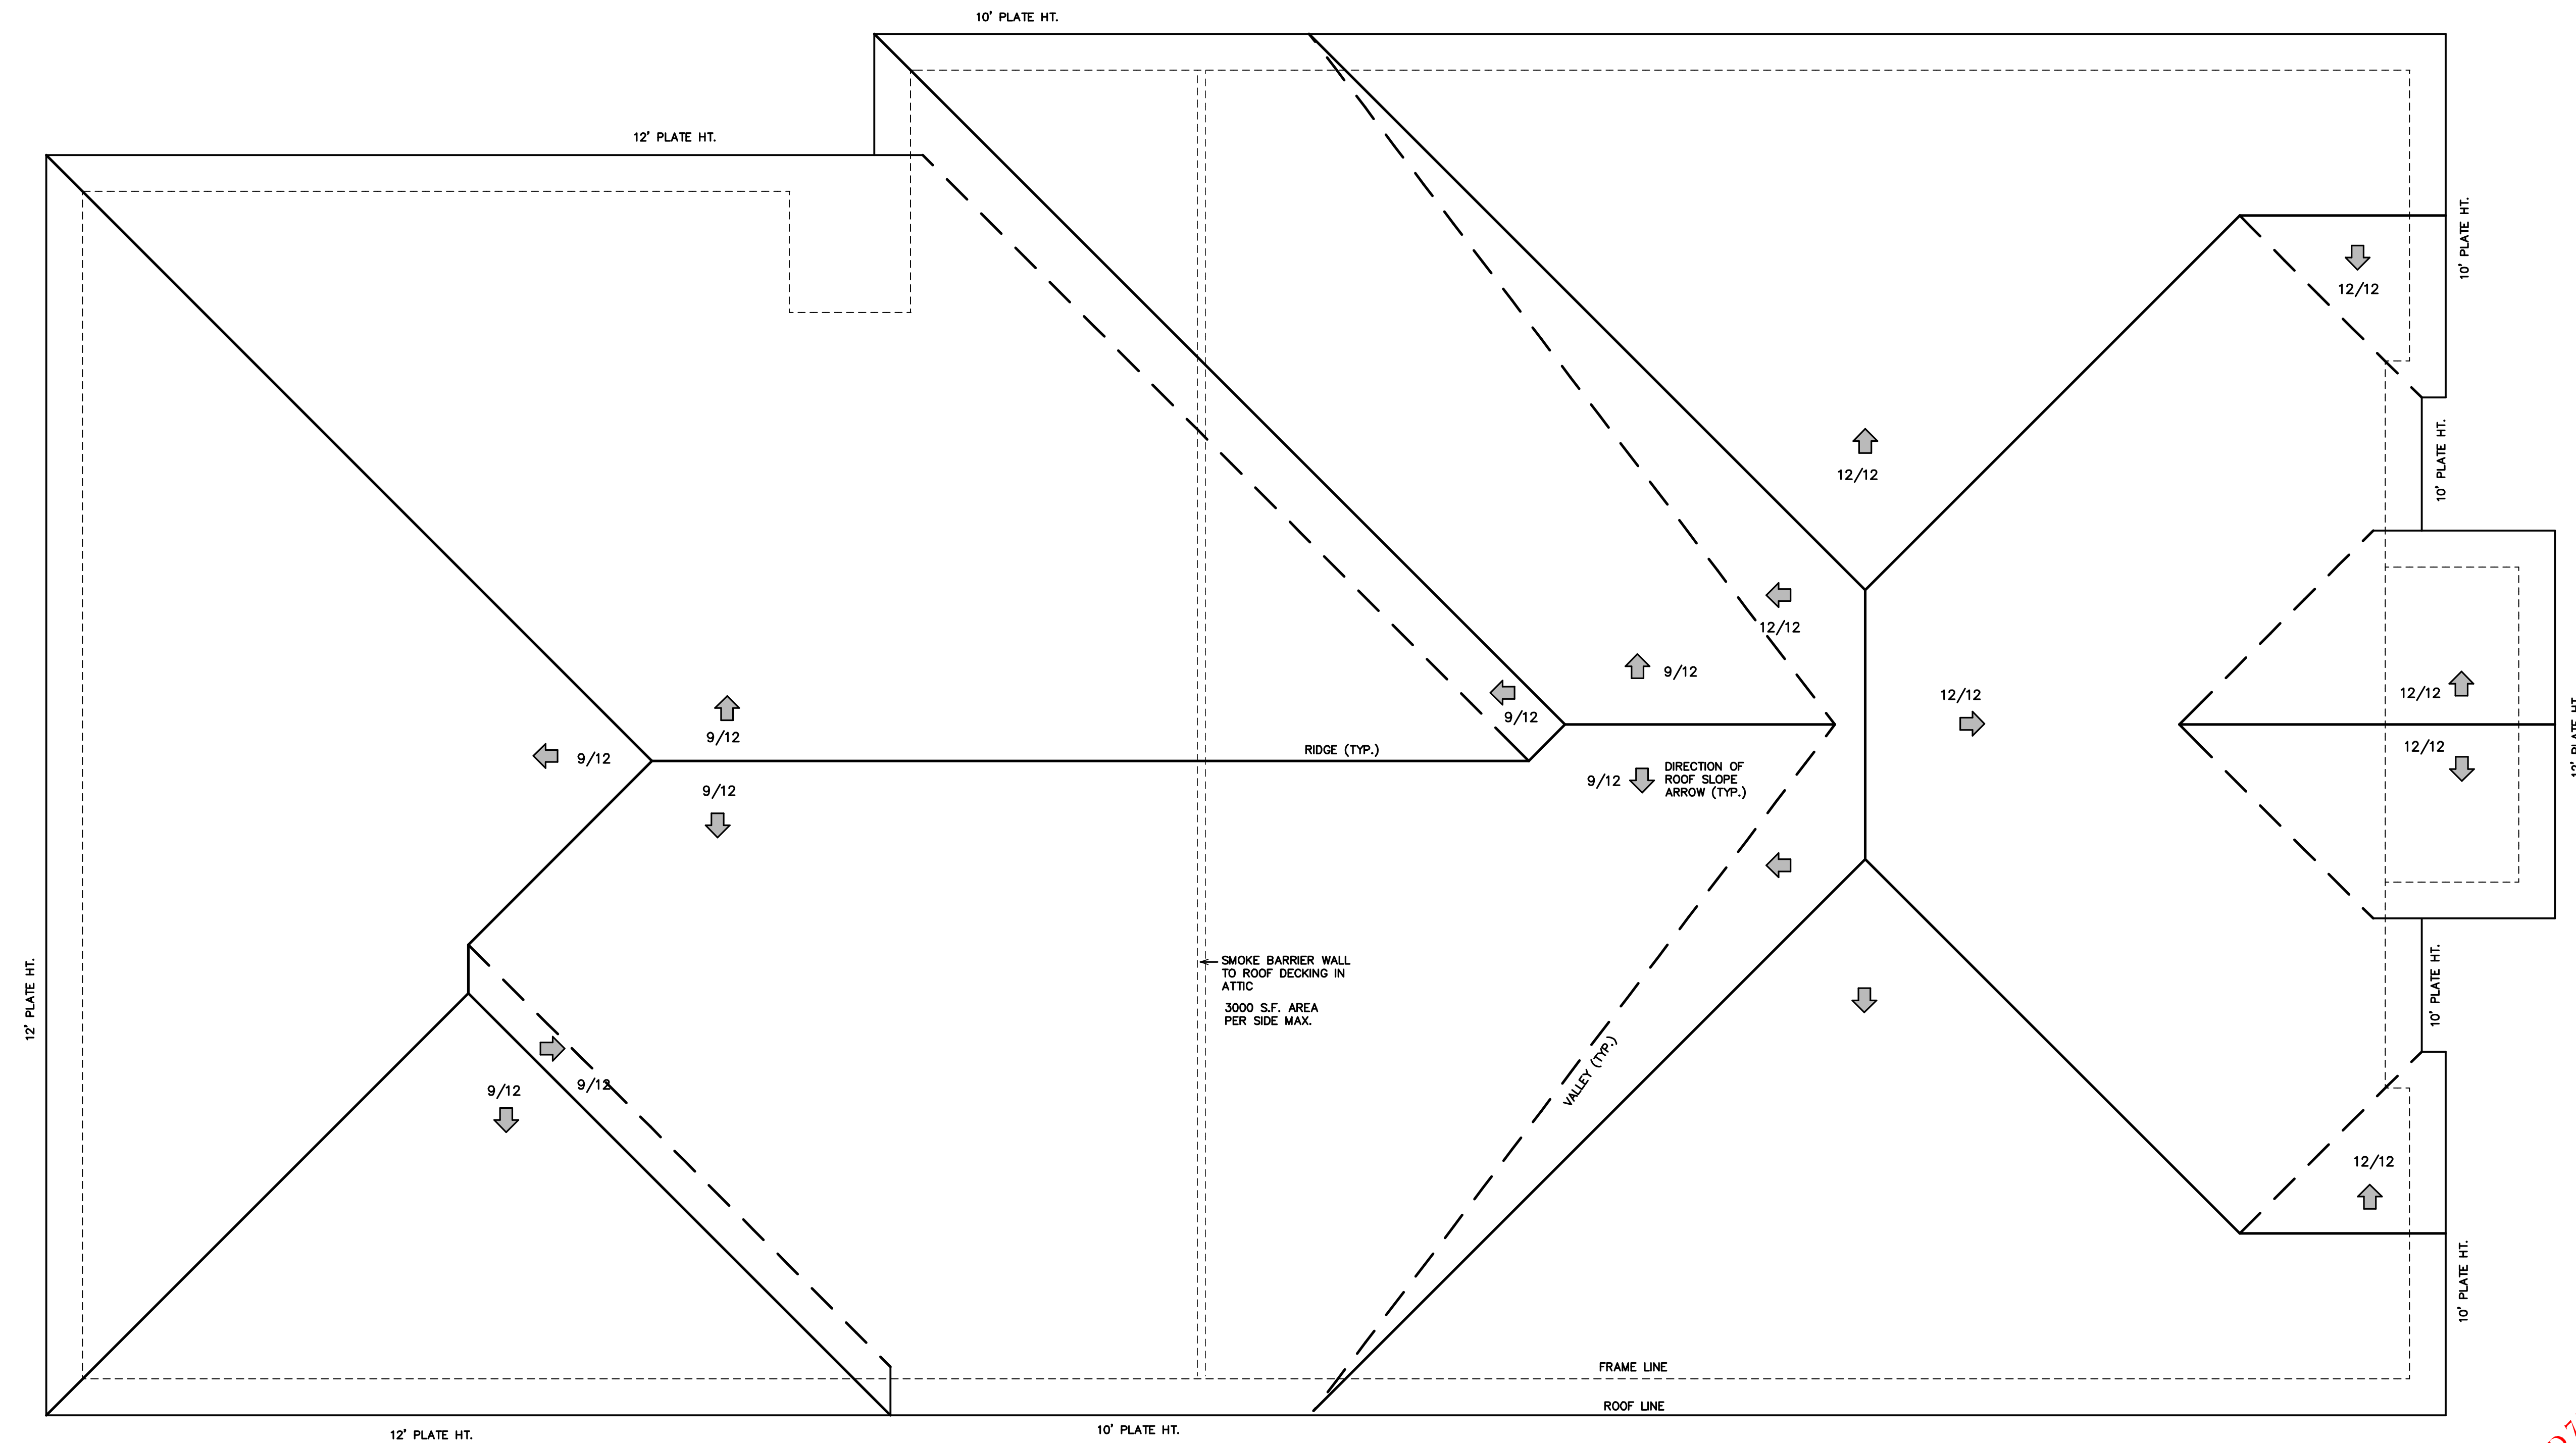 10' PLATE HT.
12' PLATE HT.
10' PLATE HT.
12/12
10' PLATE HT.
12/12
12/12
9/12
12/12
12/12
9/12
9/12
12/12
RIDGE (TYP.)
9/12
9/12
9/12
DIRECTION OF
ROOF SLOPE
ARROW (TYP.)
12' PLATE HT.
SMOKE BARRIER WALL
TO ROOF DECKING IN
ATTIC
3000 S.F. AREA
PER SIDE MAX.
12' PLATE HT.
10' PLATE HT.
VALLEY (TYP.)
9/12
9/12
12/12
10' PLATE HT.
FRAME LINE
ROOF LINE
12' PLATE HT.
10' PLATE HT.